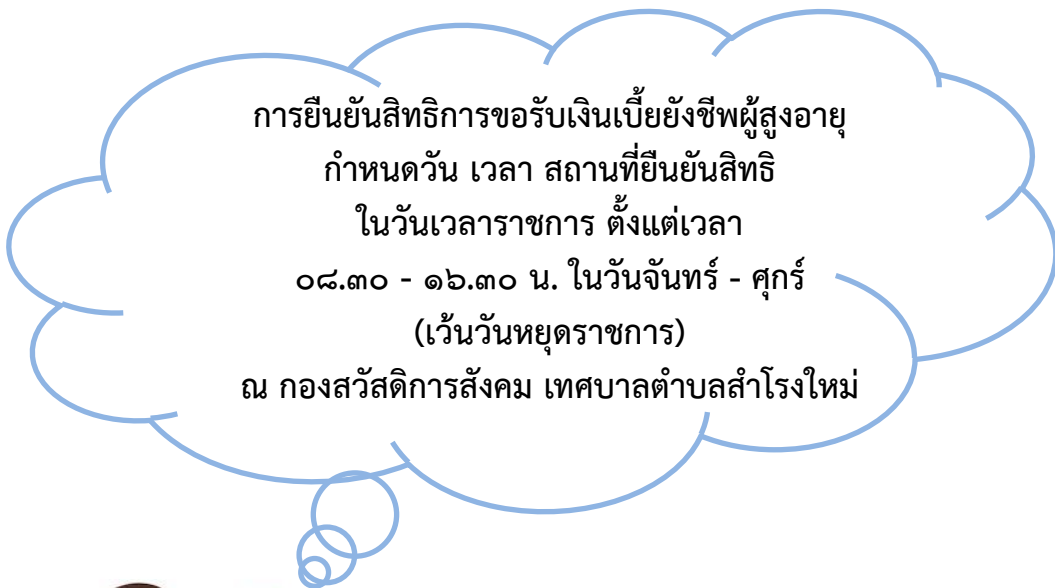 การยืนยันสิทธิการขอรับเงินเบี้ยยังชีพผู้สูงอายุ
กำหนดวัน เวลา สถานที่ยืนยันสิทธิ
ในวันเวลาราชการ ตั้งแต่เวลา
๐๘.๓๐ - ๑๖.๓๐ น. ในวันจันทร์ - ศุกร์
(เว้นวันหยุดราชการ)
ณ กองสวัสดิการสังคม เทศบาลตำบลสำโรงใหม่